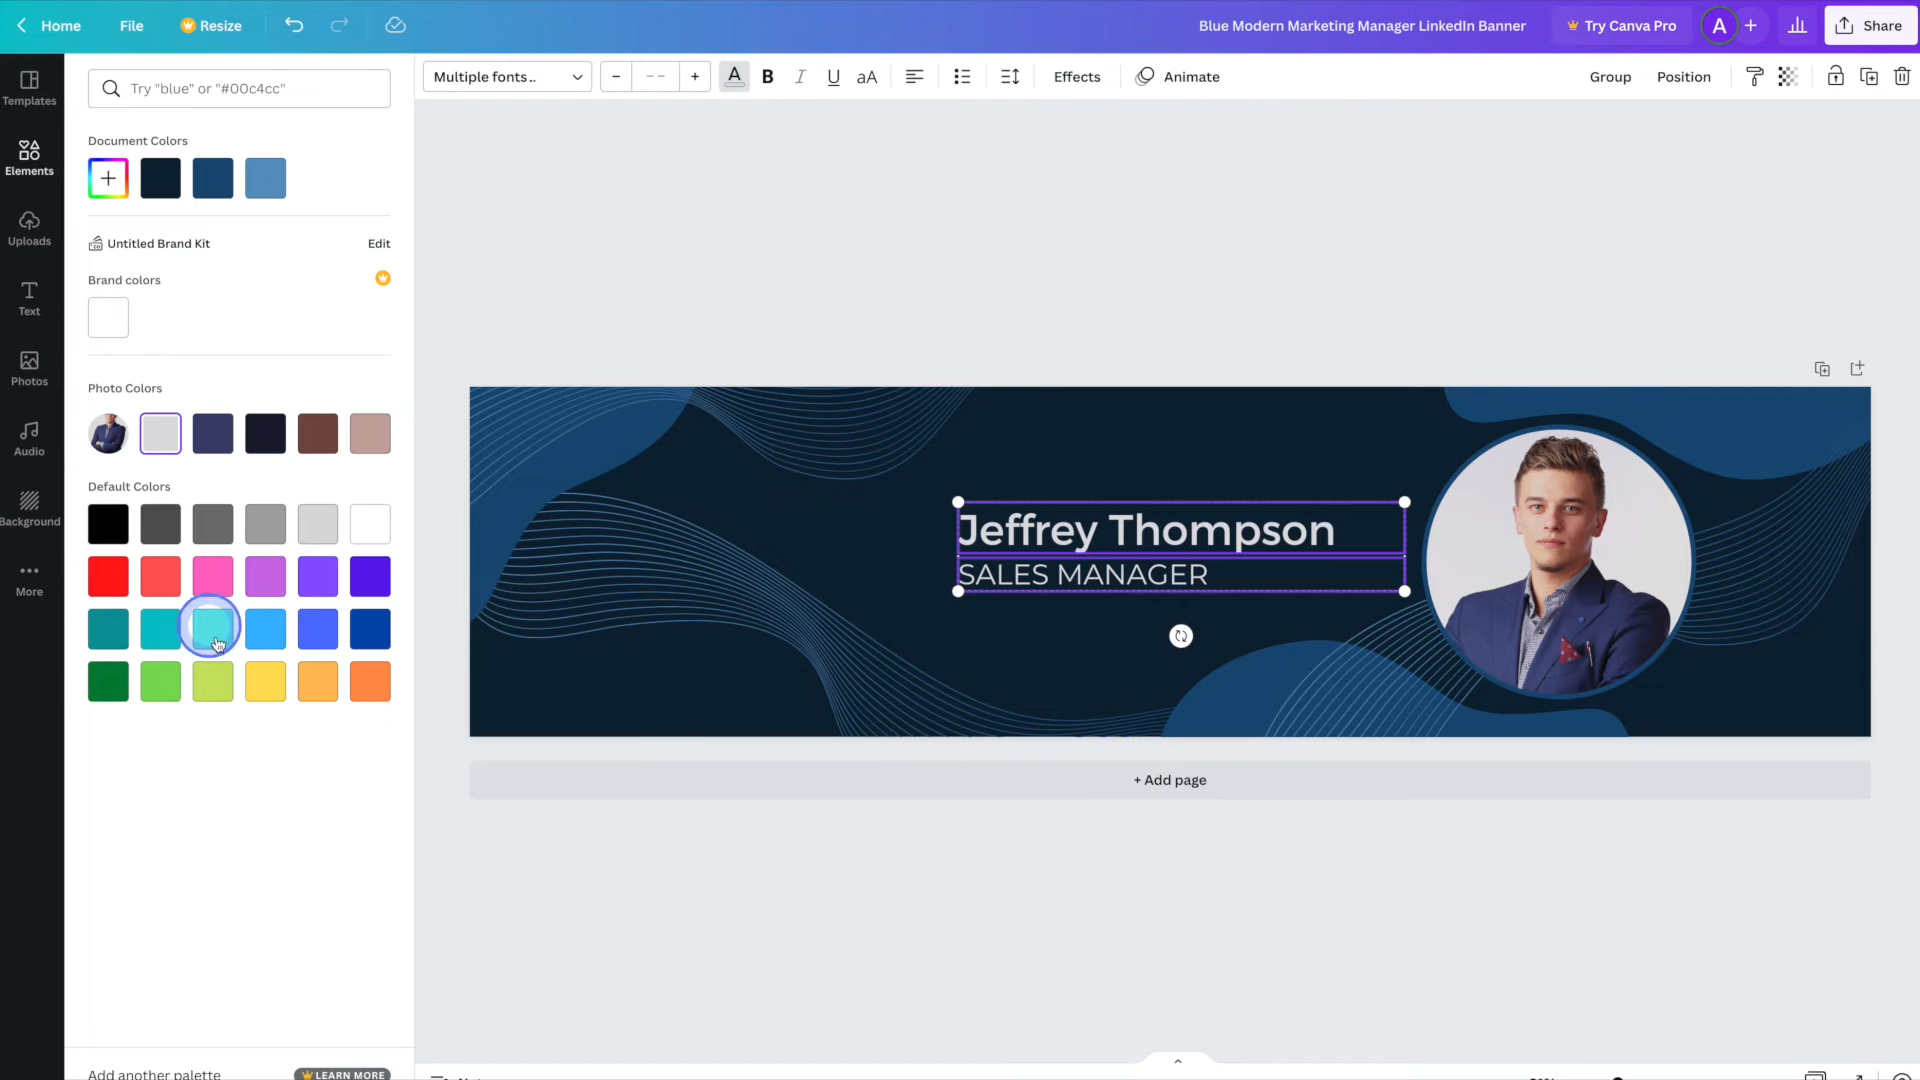 Home
File
Resize
Blue Modern Marketing Manager LinkedIn Banner
Try Canva Pro
A
Share
Templates
Elements
Uploads
Text
Photos
Audio
Background
More
Try "blue" or "#00c4cc"
Document Colors
Untitled Brand Kit
Edit
Brand colors
Photo Colors
Default Colors
Add another palette
LEARN MORE
Multiple fonts..
A
B
I
U
aA
Effects
Animate
Group
Position
Jeffrey Thompson
SALES MANAGER
+ Add page